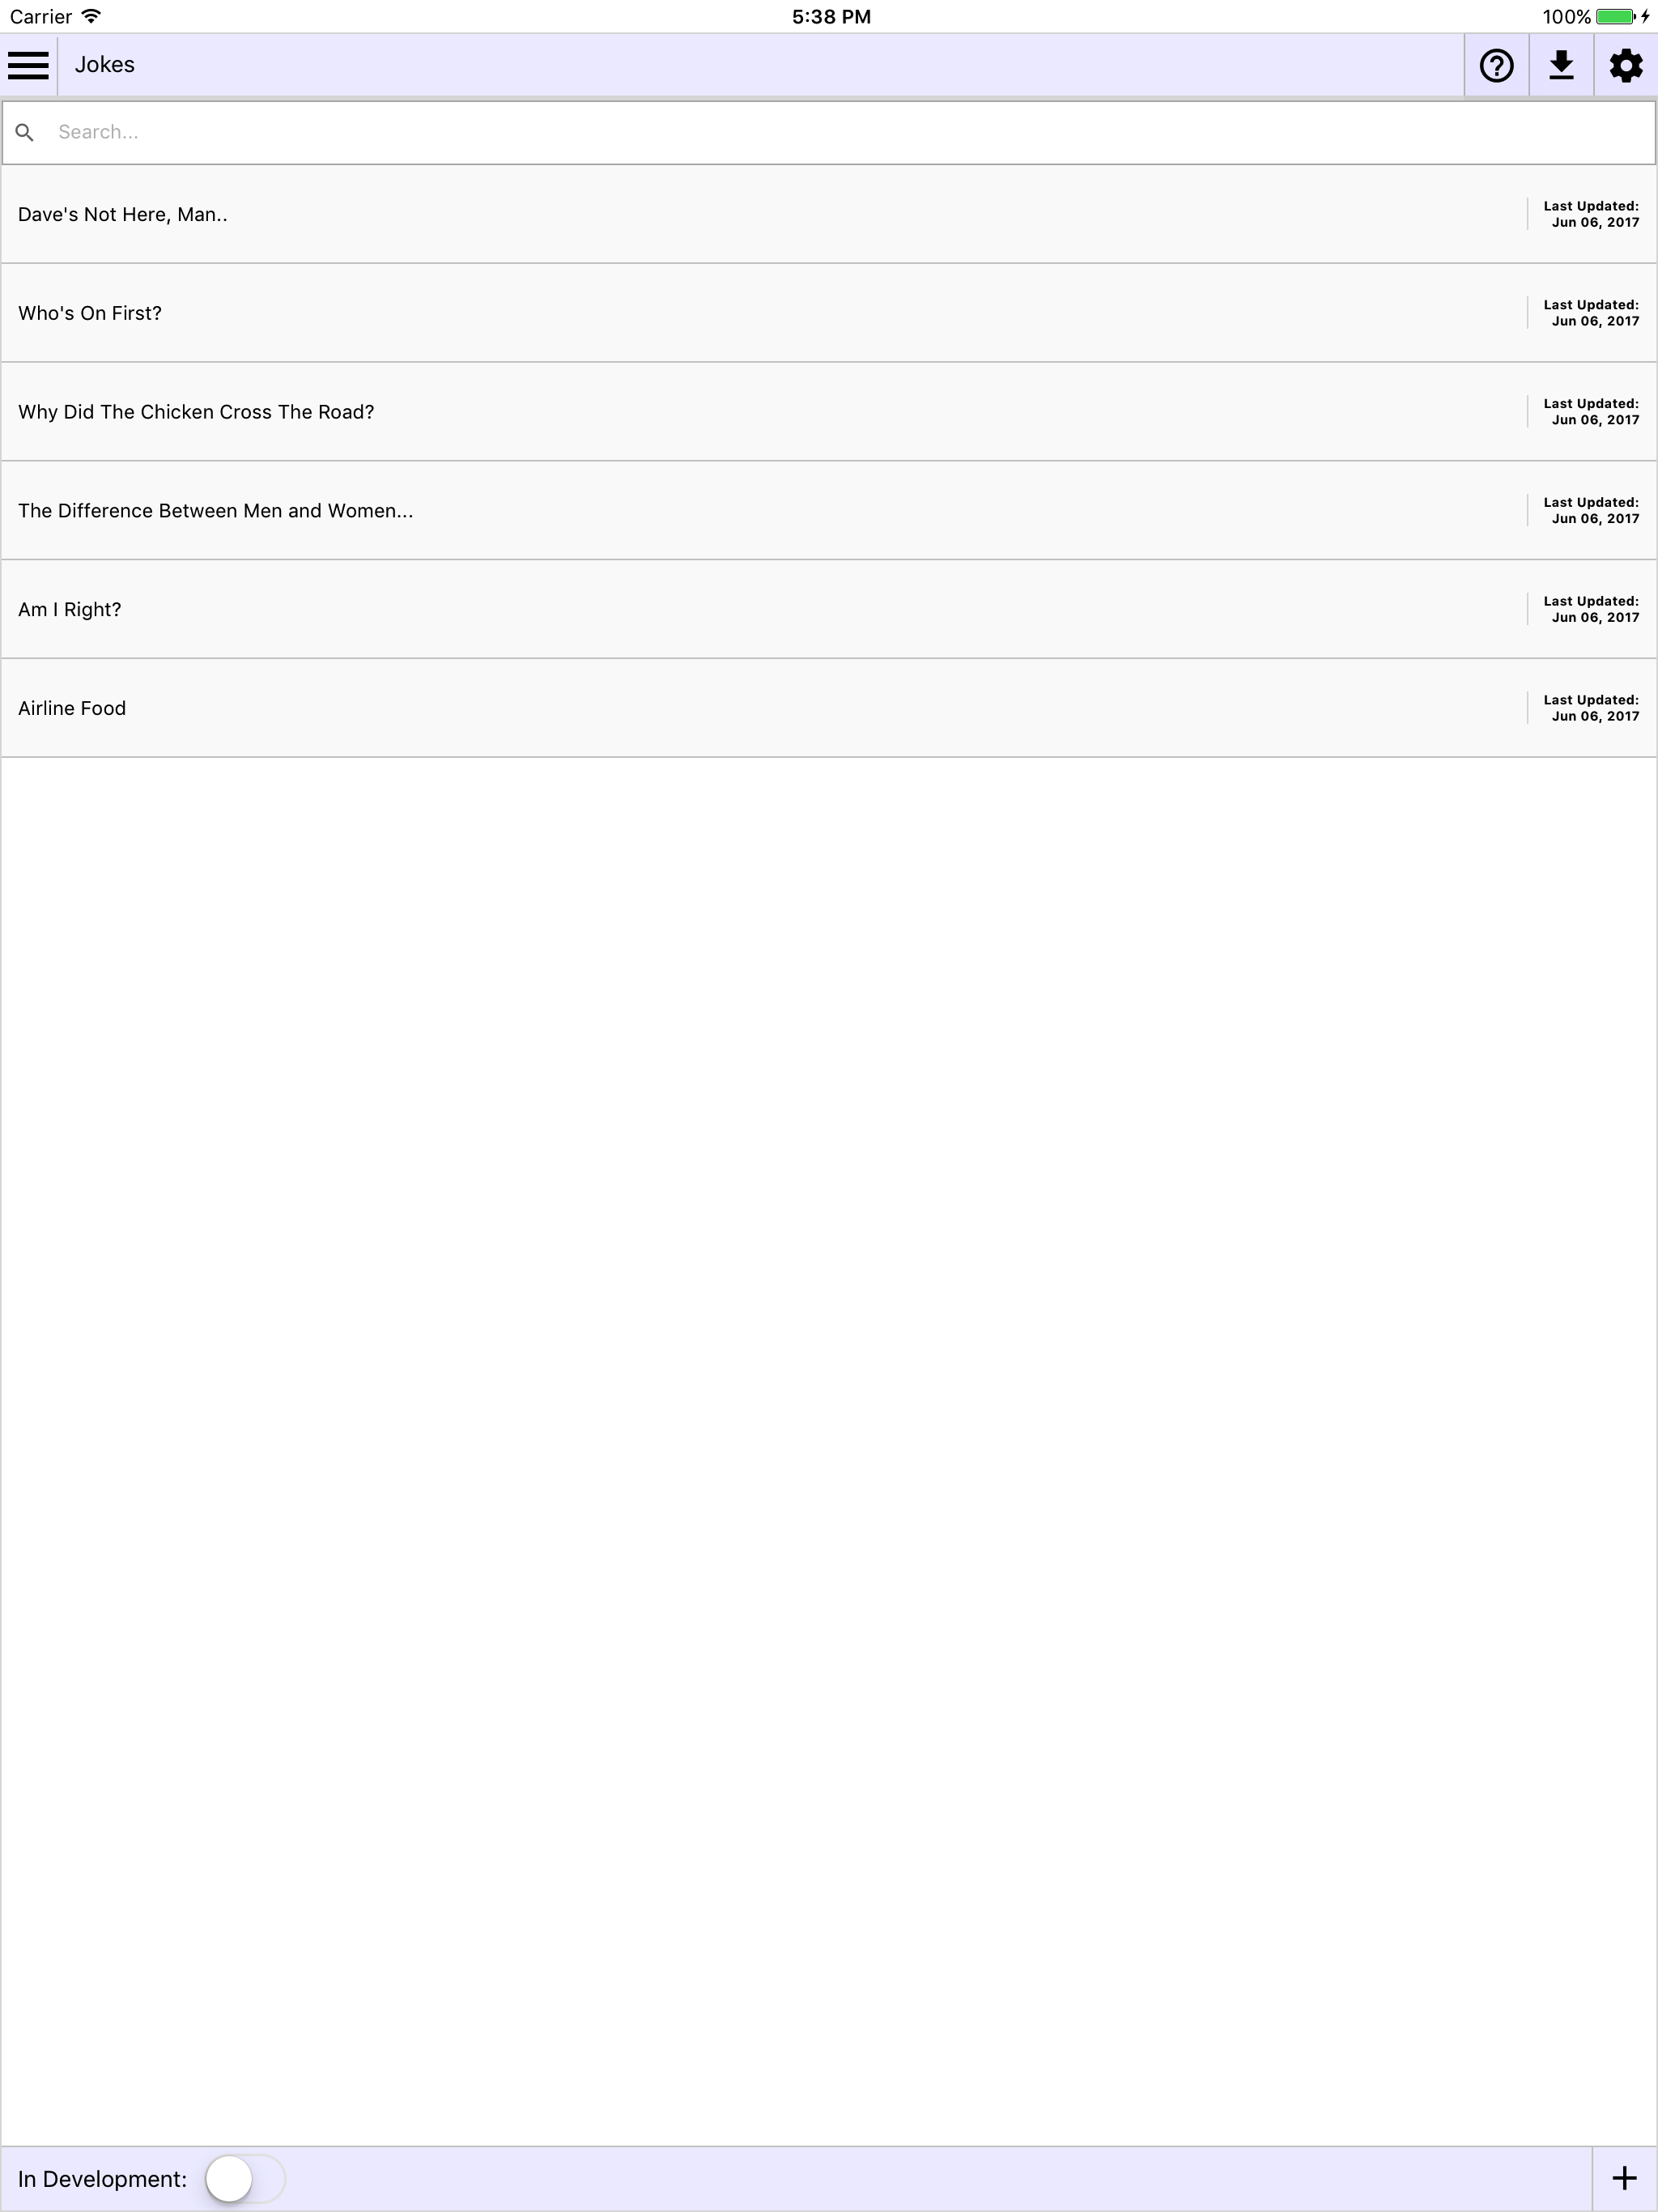 Carrier 5:38 PM 100%
Jokes
Search...
Dave's Not Here, Man..
Last Updated:
Jun 06, 2017
Who's On First?
Last Updated:
Jun 06, 2017
Why Did The Chicken Cross The Road?
Last Updated:
Jun 06, 2017
The Difference Between Men and Women...
Last Updated:
Jun 06, 2017
Am I Right?
Last Updated:
Jun 06, 2017
Airline Food
Last Updated:
Jun 06, 2017
In Development: